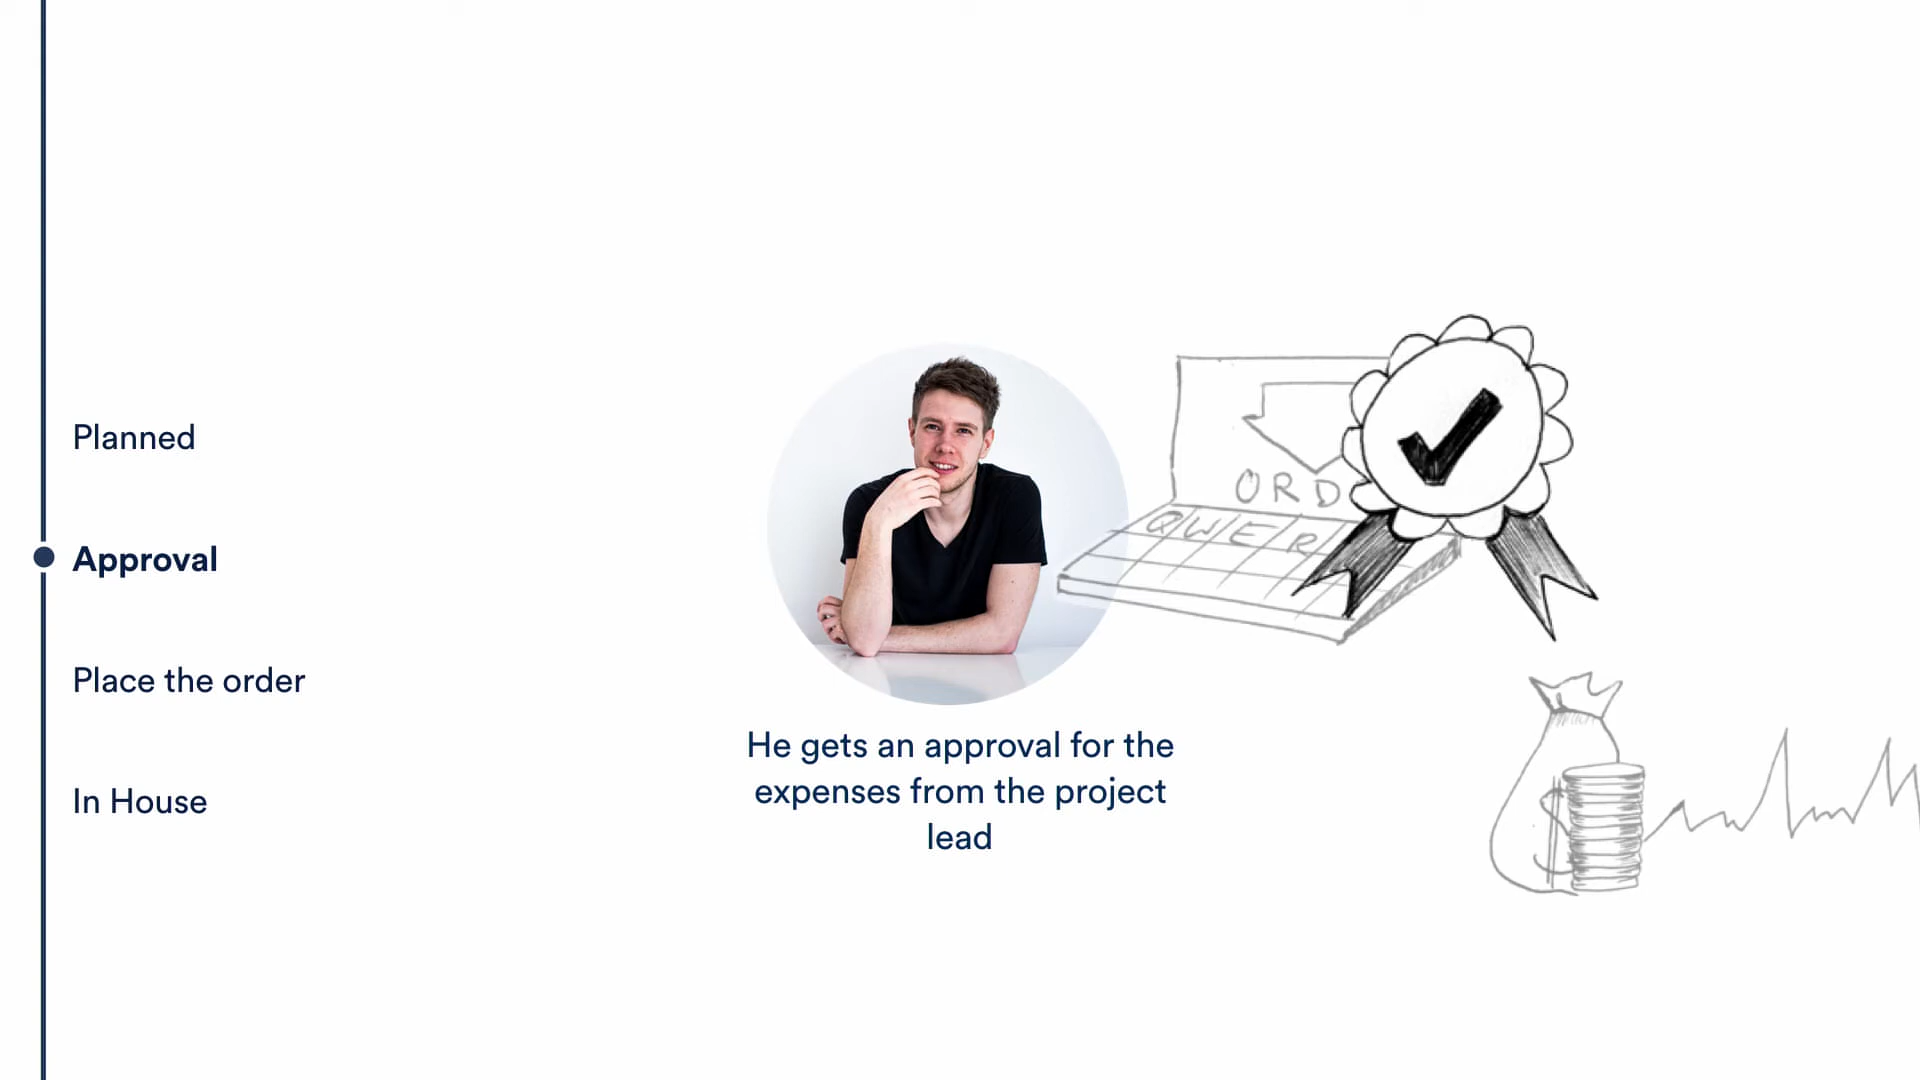 Planned
Approval
Place the order
In House
He gets an approval for the
expenses from the project
lead
ORD
QWER